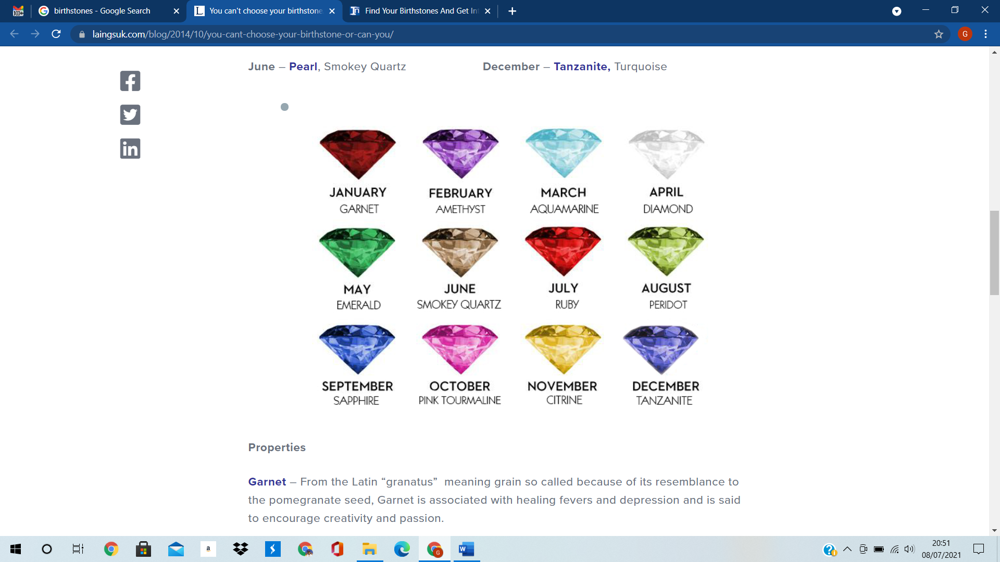 birthstones - Google Search
You can't choose your birthstone
Find Your Birthstones And Get In
laingsuk.com/blog/2014/10/you-cant-choose-your-birthstone-or-can-you/
G
June – Pearl, Smokey Quartz
December – Tanzanite, Turquoise
JANUARY
GARNET
FEBRUARY
AMETHYST
MARCH
AQUAMARINE
APRIL
DIAMOND
MAY
EMERALD
JUNE
SMOKEY QUARTZ
JULY
RUBY
AUGUST
PERIDOT
SEPTEMBER
SAPPHIRE
OCTOBER
PINK TOURMALINE
NOVEMBER
CITRINE
DECEMBER
TANZANITE
Properties
Garnet – From the Latin “granatus”  meaning grain so called because of its resemblance to
the pomegranate seed, Garnet is associated with healing fevers and depression and is said
to encourage creativity and passion.
20:51
08/07/2021